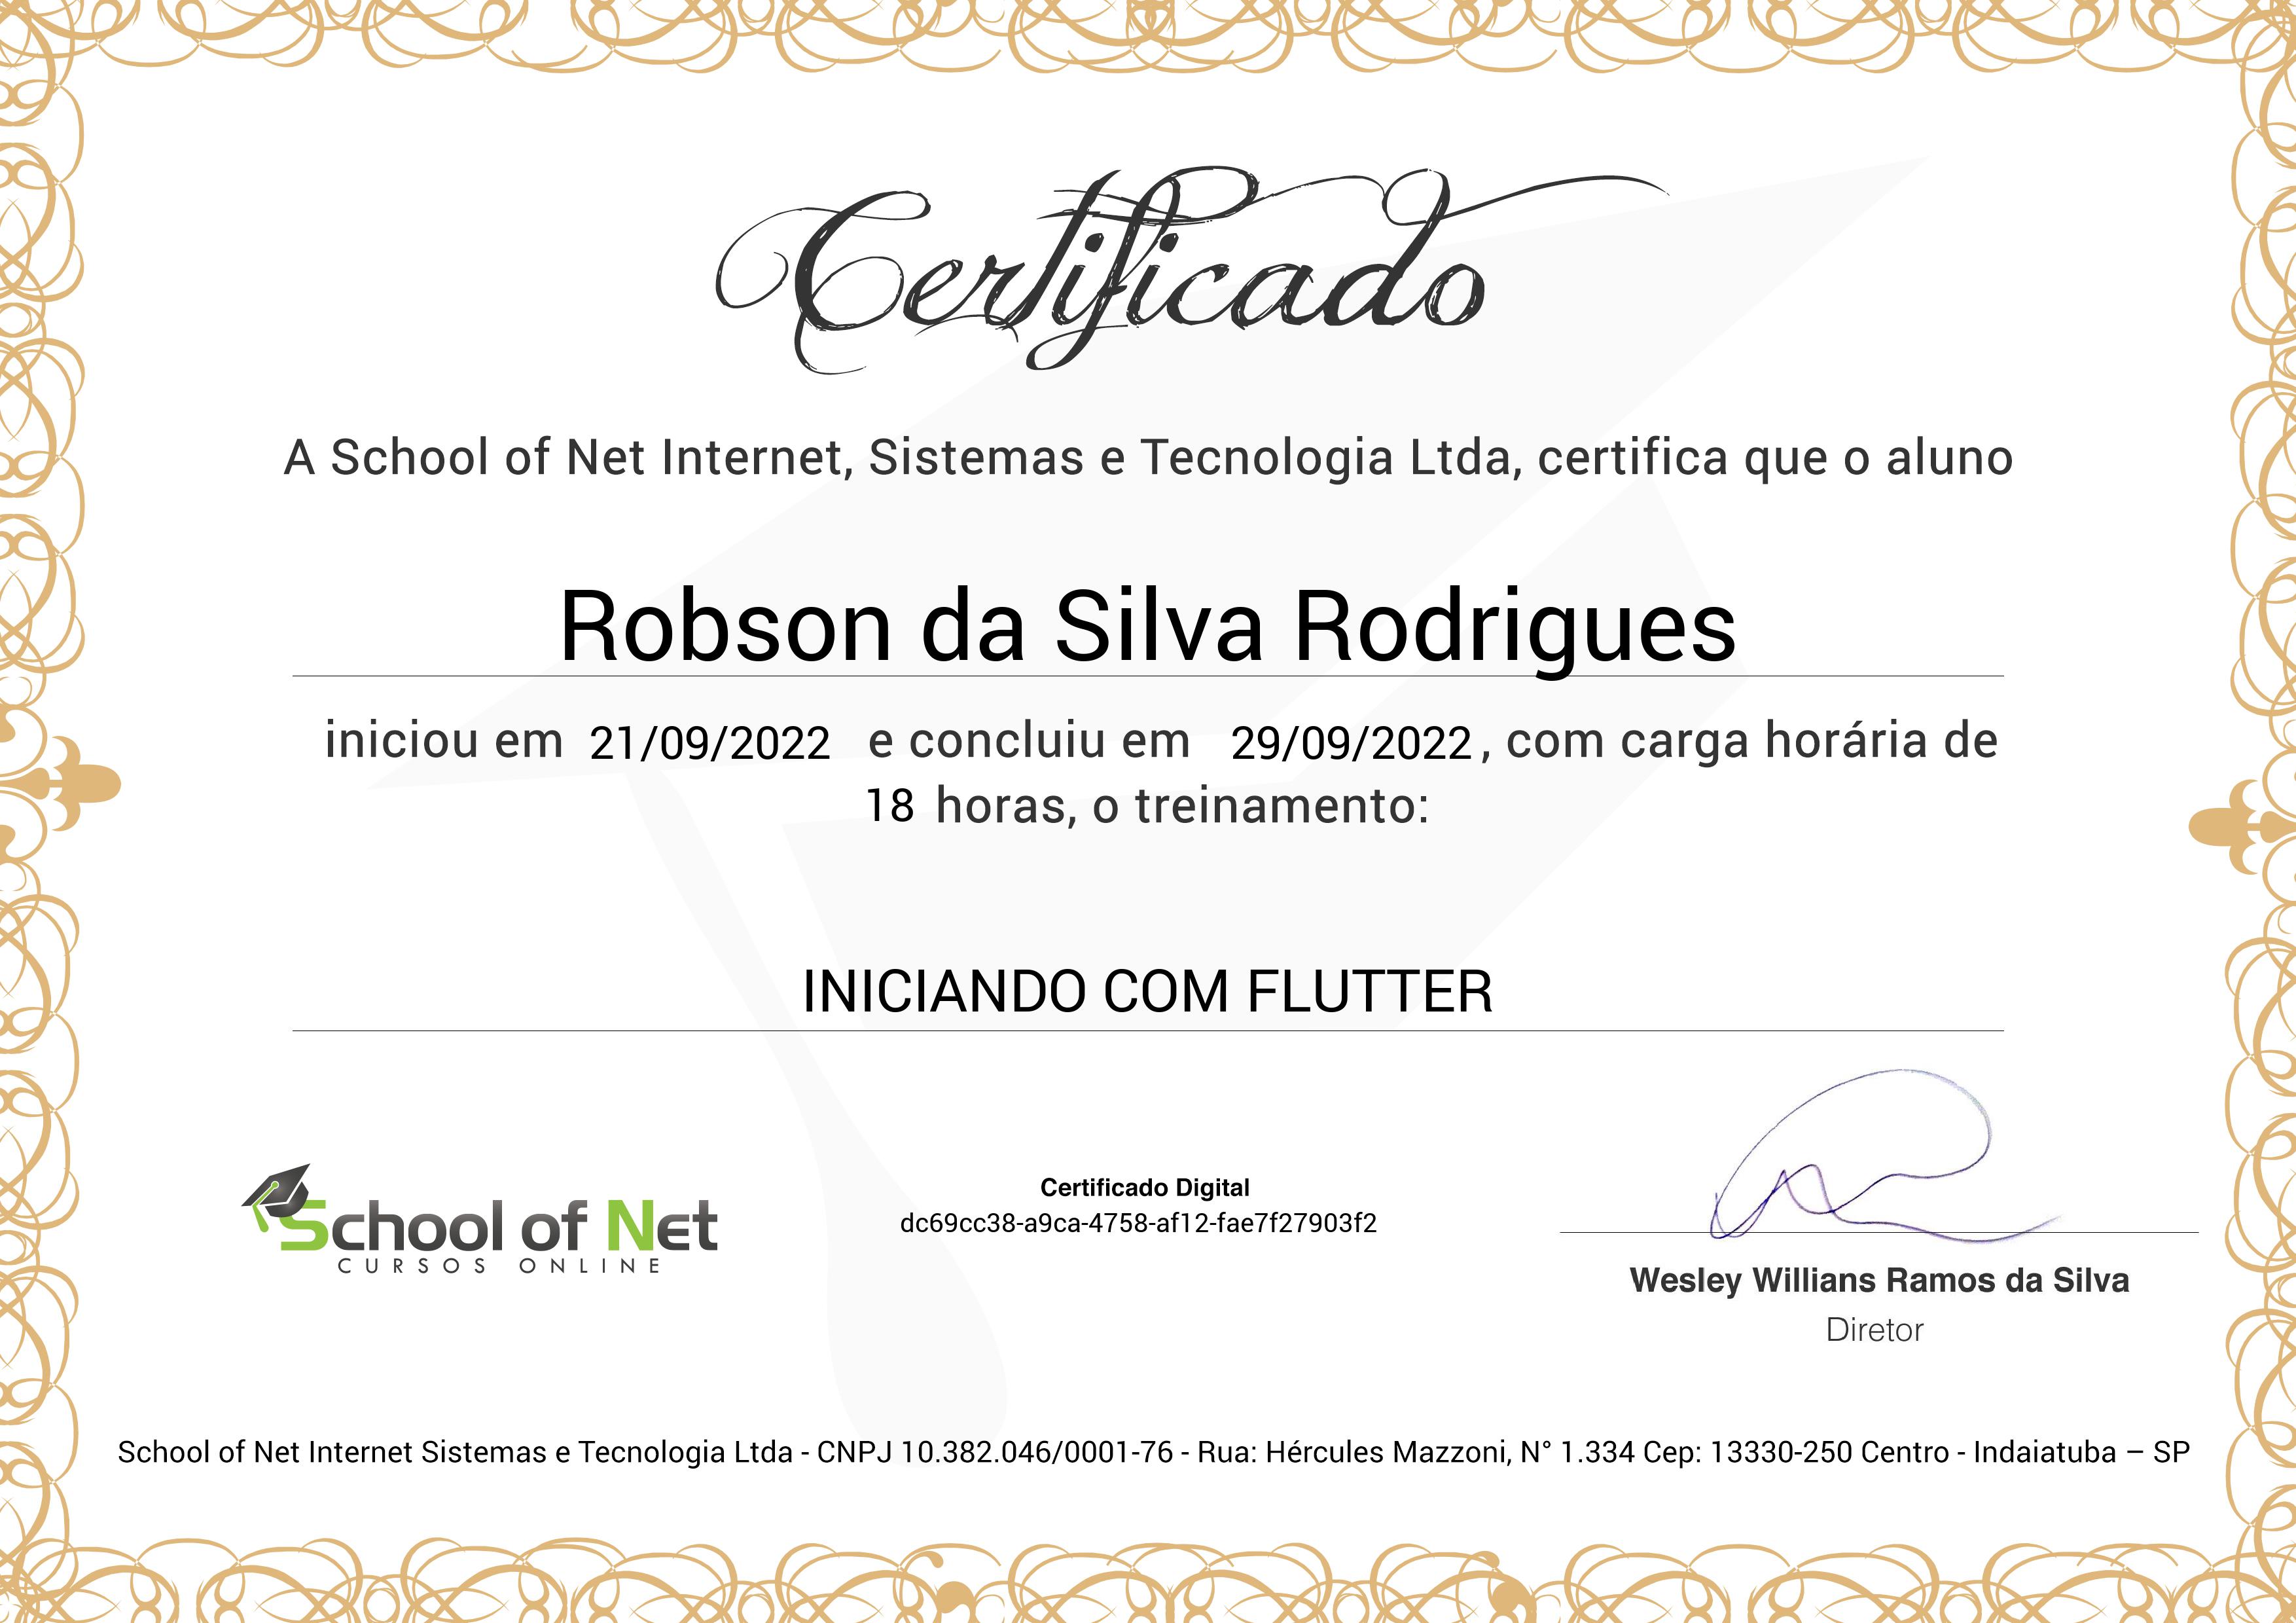 Certificado
A School of Net Internet, Sistemas e Tecnologia Ltda, certifica que o aluno
Robson da Silva Rodrigues
iniciou em 21/09/2022 e concluiu em 29/09/2022, com carga horária de
18 horas, o treinamento:
INICIANDO COM FLUTTER
School of Net
CURSOS ONLINE
Certificado Digital
dc69cc38-a9ca-4758-af12-fae7f27903f2
Wesley Willians Ramos da Silva
Diretor
School of Net Internet Sistemas e Tecnologia Ltda - CNPJ 10.382.046/0001-76 - Rua: Hércules Mazzoni, N° 1.334 Cep: 13330-250 Centro - Indaiatuba – SP